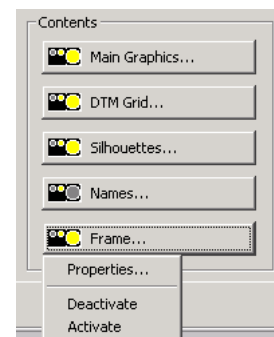 Contents
Main Graphics...
DTM Grid...
Silhouettes...
Names...
Frame...
Properties...
Deactivate
Activate